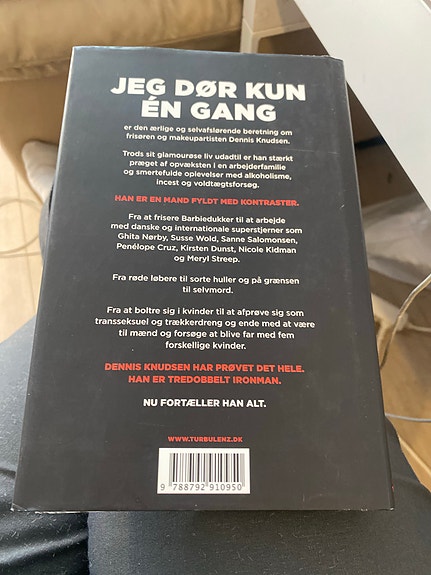 JEG DØR KUN
ÉN GANG
er den ærlige og selvafslørende beretning om
frisøren og makeupartisten Dennis Knudsen.
Trods sit glamourøse liv udadtil er han stærkt
præget af opvæksten i en arbejderfamilie
og smertefulde oplevelser med alkoholisme,
incest og voldtægtsforsøg.
HAN ER EN MAND FYLDT MED KONTRASTER.
Fra at frisere Barbiedukker til at arbejde
med danske og internationale superstjerner som
Ghita Nørby, Susse Wold, Sanne Salomonsen,
Penélope Cruz, Kirsten Dunst, Nicole Kidman
og Meryl Streep.
Fra røde løbere til sorte huller og på grænsen
til selvmord.
Fra at boltre sig i kvinder til at afprøve sig som
transseksuel og trækkerdreng og ende med at være
til mænd og forsøge at blive far med fem
forskellige kvinder.
DENNIS KNUDSEN HAR PRØVET DET HELE.
HAN ER TREDOBBELT IRONMAN.
NU FORTÆLLER HAN ALT.
WWW.TURBULENZ.DK
9 788792 910950